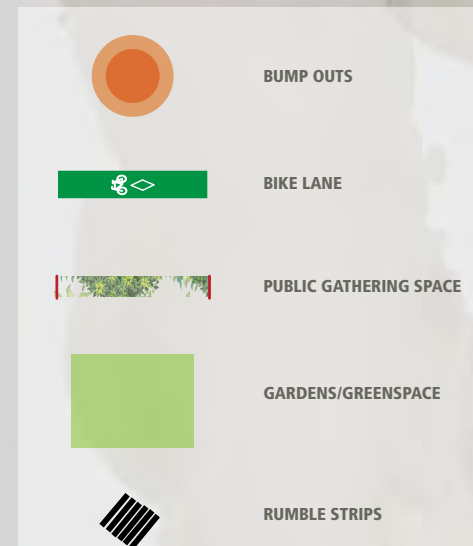 BUMP OUTS
BIKE LANE
PUBLIC GATHERING SPACE
GARDENS/GREENSPACE
RUMBLE STRIPS